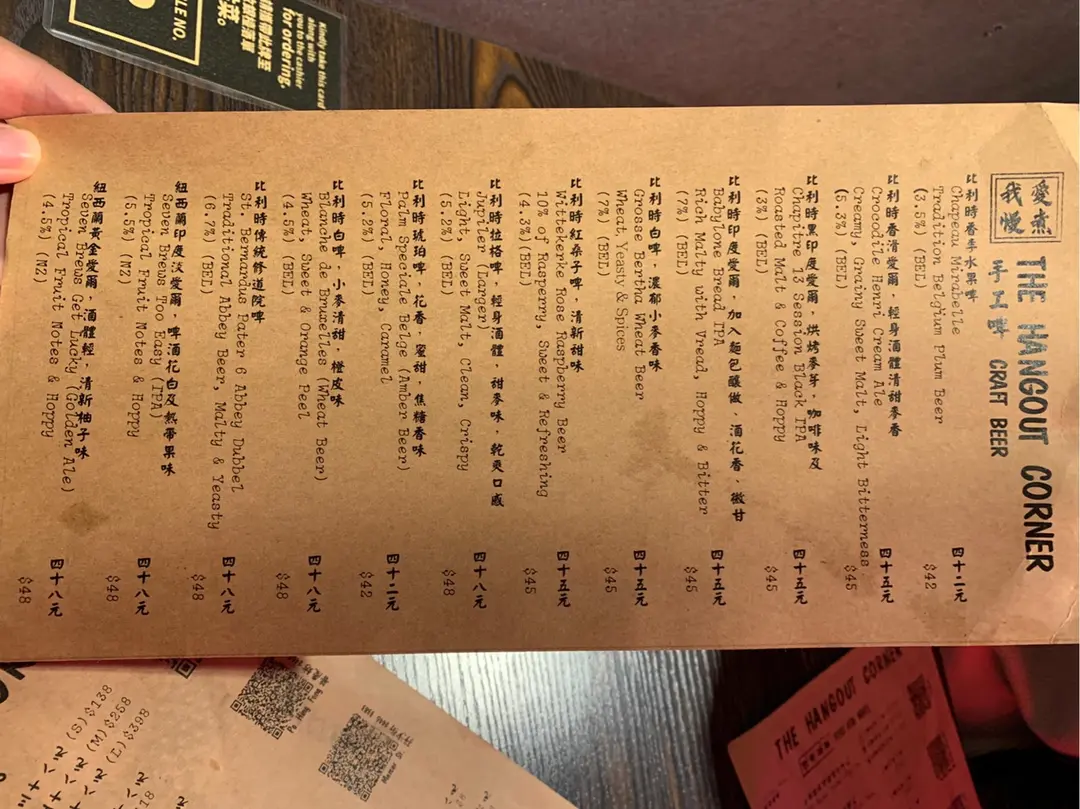 愛煮
我慢
THE HANGOUT CORNER
手工啤 CRAFT BEER
比利時香李水果啤 四十二元
Chapeau Mirabelle $42
Tradition Belgium Plum Beer
(3.5%) (BEL)
比利時香滑愛爾．輕身酒體清甜麥香 四十五元
Crocodile Henri Cream Ale $45
Creamy, Grainy Sweet Malt, Light Bitterness
(5.3%) (BEL)
比利時黑印度愛爾．烘烤麥芽．咖啡味及 四十五元
Chapitre 13 Session Black IPA $45
Roasted Malt & Coffee & Hoppy
(3%) (BEL)
比利時印度愛爾．加入麵包釀做．酒花香．微甘 四十五元
Babylone Bread IPA $45
Rich Malty with Vread, Hoppy & Bitter
(7%) (BEL)
比利時白啤．濃郁小麥香味 四十五元
Grosse Bertha Wheat Beer $45
Wheat, Yeasty & Spices
(7%) (BEL)
比利時紅桑子啤．清新甜味 四十五元
Wittekerke Rose Raspberry Beer $45
10% of Rasperry, Sweet & Refreshing
(4.3%)(BEL)
比利時拉格啤．輕身酒體．甜麥味．乾爽口感 四十八元
Jupiler (Larger) $48
Light, Sweet Malt, Clean, Crispy
(5.2%) (BEL)
比利時琥珀啤．花香．蜜甜．焦糖香味 四十二元
Palm Speciale Belge (Amber Beer) $42
Floral, Honey, Caramel
(5.2%) (BEL)
比利時白啤．小麥清甜．橙皮味 四十八元
Blanche de Bruxelles (Wheat Beer) $48
Wheat, Sweet & Orange Peel
(4.5%) (BEL)
比利時傳統修道院啤 四十八元
St. Bernardus Pater 6 Abbey Dubbel $48
Traditional Abbey Beer, Malty & Yeasty
(6.7%) (BEL)
紐西蘭印度淡愛爾．啤酒花白及熱帶果味 四十八元
Seven Brews Too Easy (IPA) $48
Tropical Fruit Notes & Hoppy
(5.5%) (NZ)
紐西蘭黃金愛爾．酒體輕．清新柚子味 四十八元
Seven Brews Get Lucky (Golden Ale) $48
Tropical Fruit Notes & Hoppy
(4.5%) (NZ)
Kindly take this card
along with
you to the cashier
for ordering.
LE NO.
(S) $138
(M) $258
(L) $398
THE HANGOUT CORNER